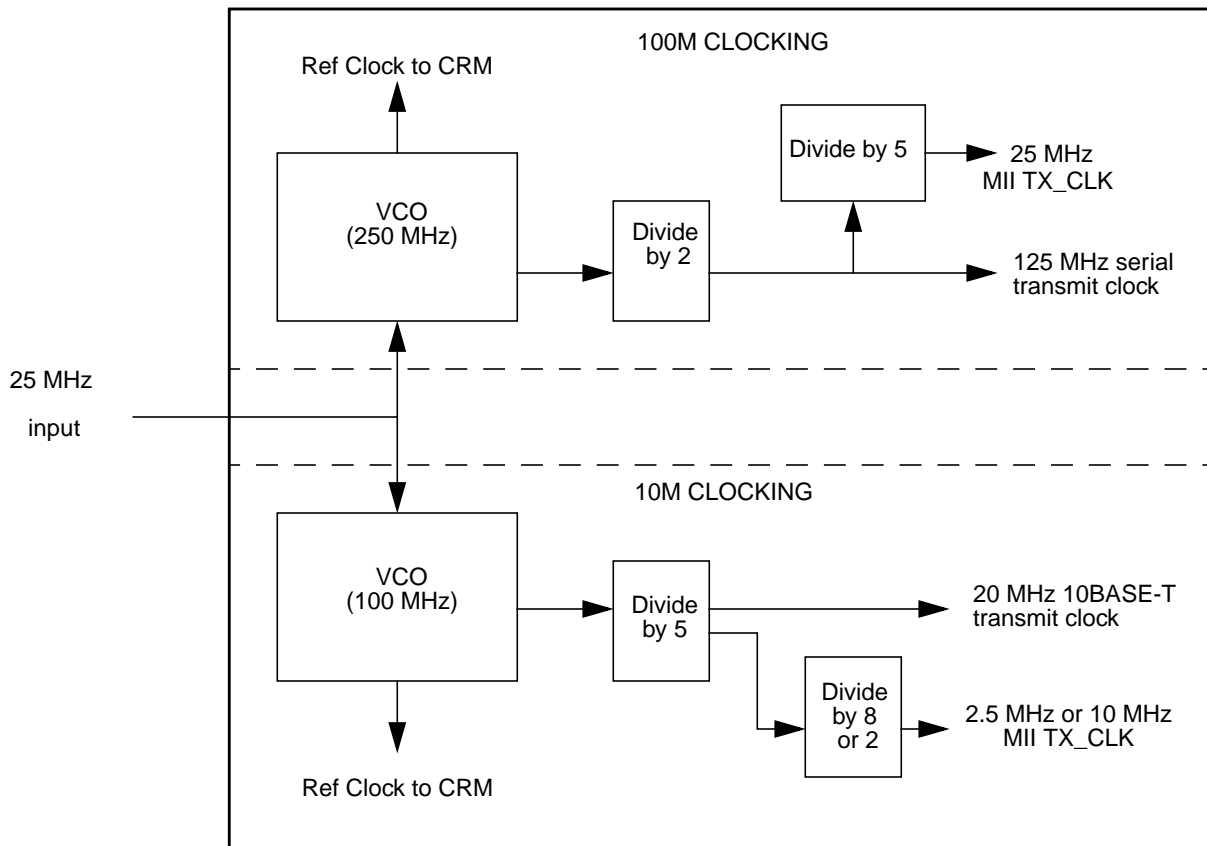 100M CLOCKING
Ref Clock to CRM
Divide by 5
25 MHz
MII TX_CLK
VCO
(250 MHz)
Divide
by 2
125 MHz serial
transmit clock
25 MHz
input
10M CLOCKING
VCO
(100 MHz)
Divide
by 5
20 MHz 10BASE-T
transmit clock
Divide
by 8
or 2
2.5 MHz or 10 MHz
MII TX_CLK
Ref Clock to CRM